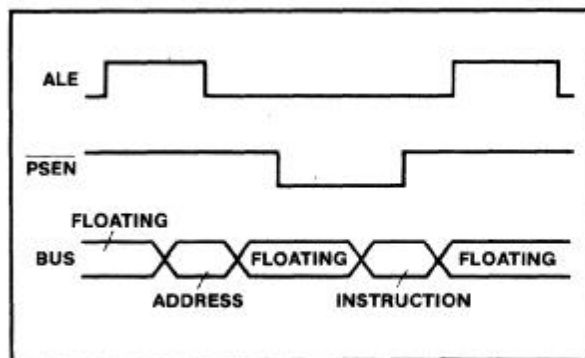 ALE
PSEN
FLOATING
BUS
FLOATING
FLOATING
ADDRESS
INSTRUCTION